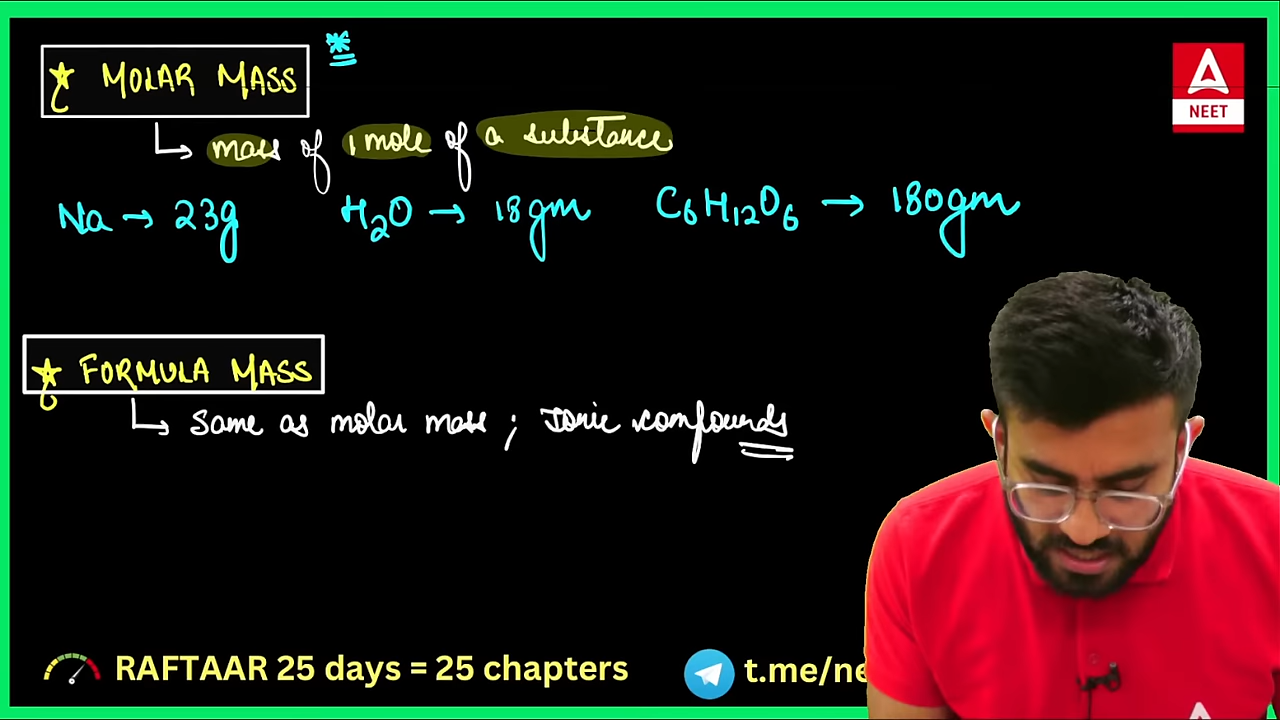 MOLAR MASS *
A
NEET
mass of 1 mole of a substance
Na → 23g H₂O → 18gm C₆H₁₂O₆ → 180gm
FORMULA MASS
Same as molar mass ; Ionic compounds
RAFTAAR 25 days = 25 chapters t.me/ne